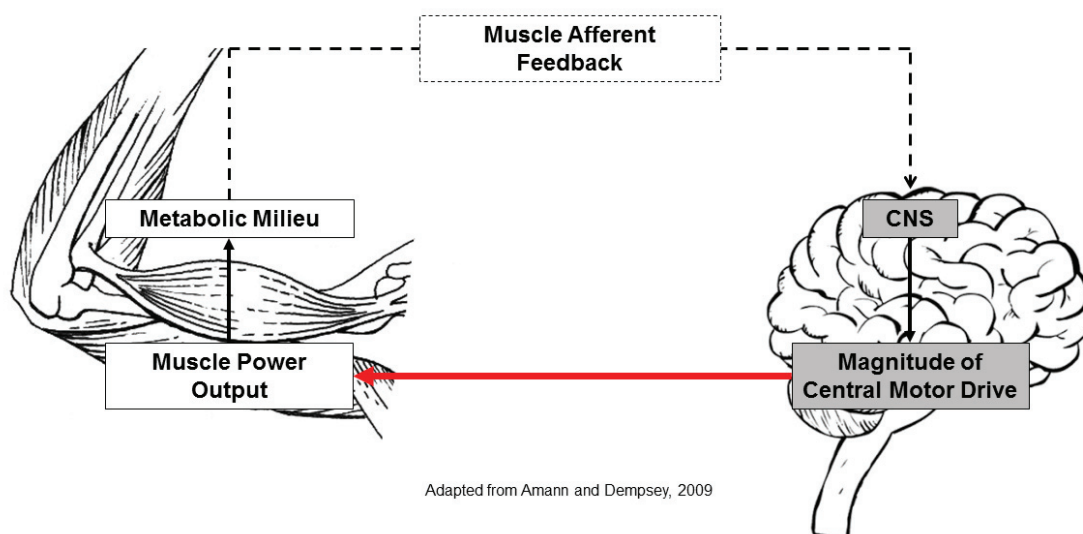 Muscle Afferent
Feedback
Metabolic Milieu
CNS
Muscle Power
Output
Magnitude of
Central Motor Drive
Adapted from Amann and Dempsey, 2009